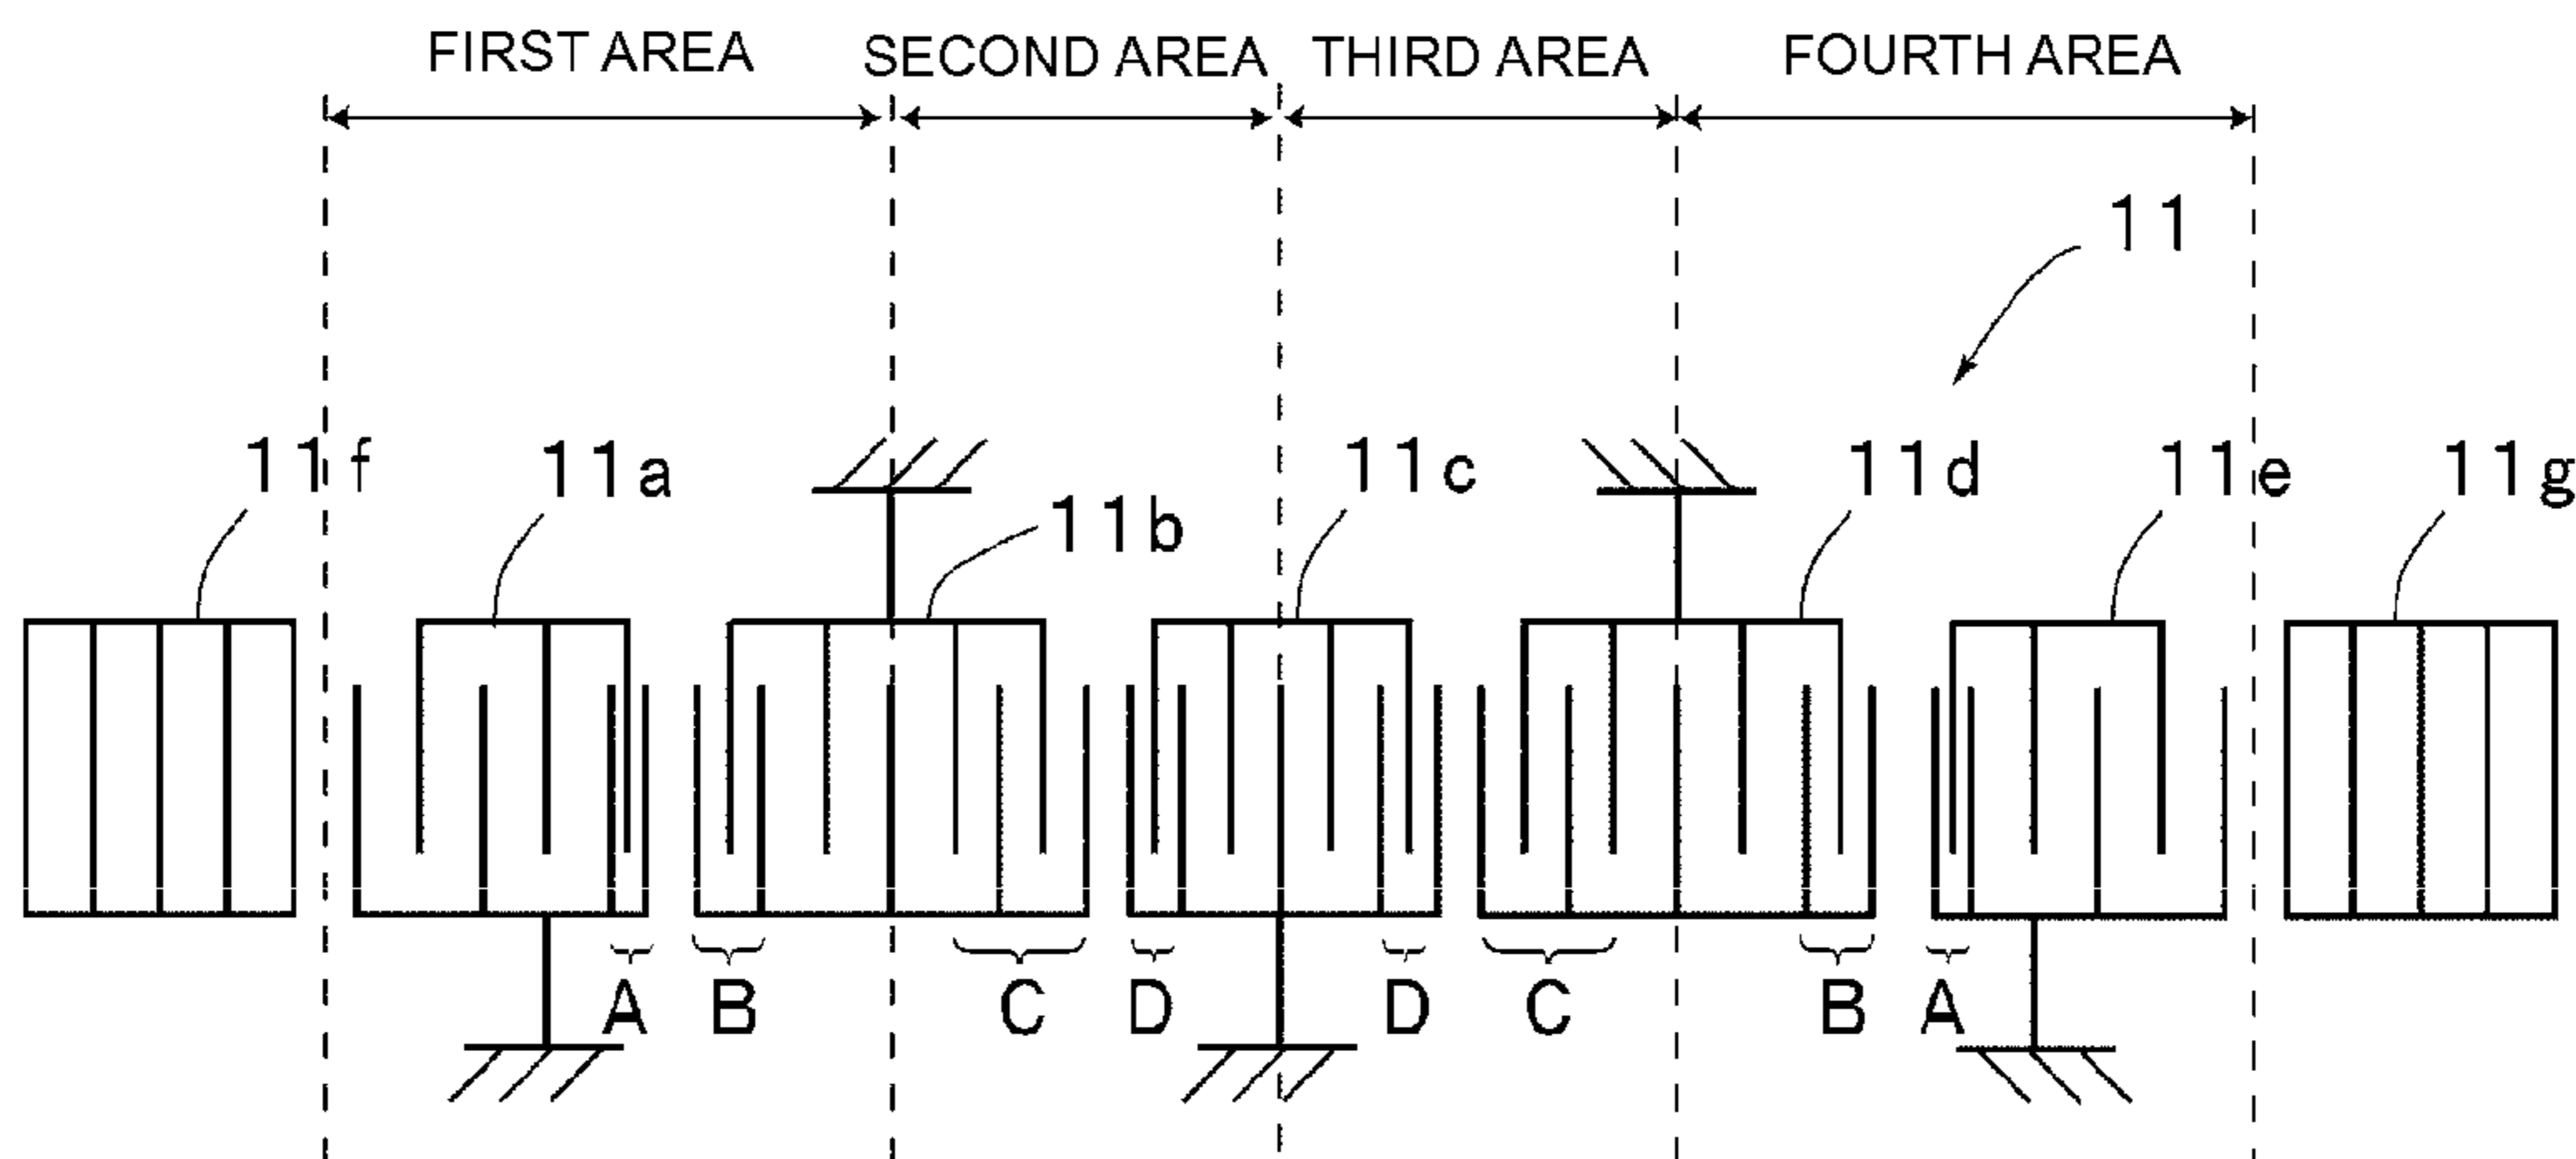 FIRST AREA SECOND AREA THIRD AREA FOURTH AREA
11
11f 11a 11b 11c 11d 11e 11g
A B C D D C B A